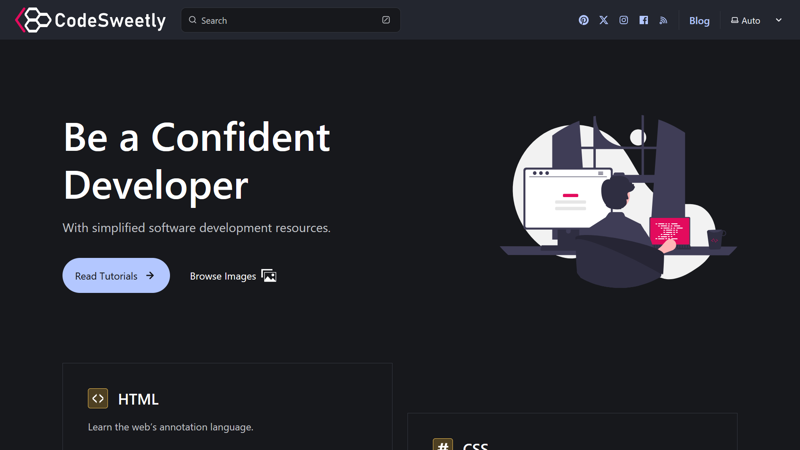 CodeSweetly
Search
Blog
Auto
Be a Confident
Developer
With simplified software development resources.
Read Tutorials
Browse Images
HTML
Learn the web's annotation language.
CSS